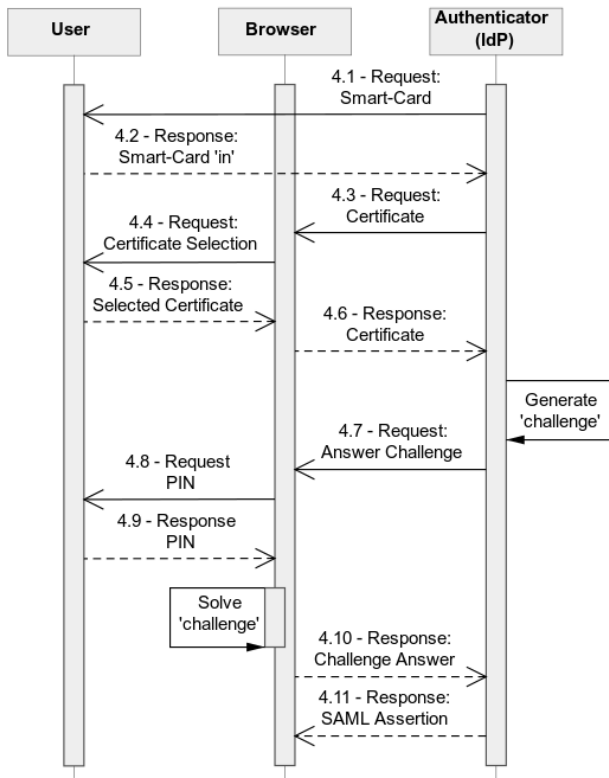 User
Browser
Authenticator
(IdP)
4.1 - Request:
Smart-Card
4.2 - Response:
Smart-Card 'in'
4.3 - Request:
Certificate
4.4 - Request:
Certificate Selection
4.5 - Response:
Selected Certificate
4.6 - Response:
Certificate
Generate
'challenge'
4.7 - Request:
Answer Challenge
4.8 - Request
PIN
4.9 - Response
PIN
Solve
'challenge'
4.10 - Response:
Challenge Answer
4.11 - Response:
SAML Assertion